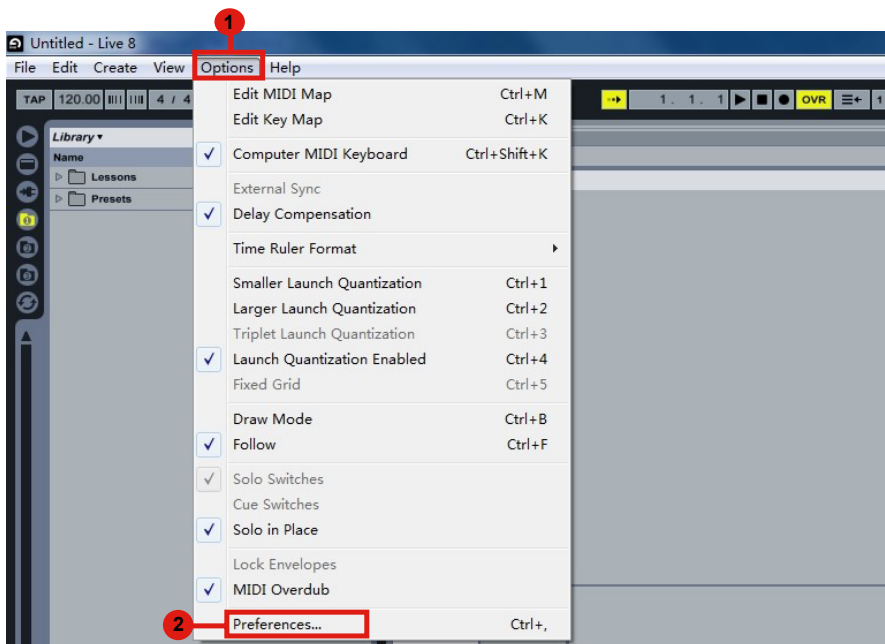 1
Untitled - Live 8
File Edit Create View Options Help
TAP 120.00 4 / 4 1. 1. 1 OVR
Library
Name
Lessons
Presets
Edit MIDI Map Ctrl+M
Edit Key Map Ctrl+K
Computer MIDI Keyboard Ctrl+Shift+K
External Sync
Delay Compensation
Time Ruler Format
Smaller Launch Quantization Ctrl+1
Larger Launch Quantization Ctrl+2
Triplet Launch Quantization Ctrl+3
Launch Quantization Enabled Ctrl+4
Fixed Grid Ctrl+5
Draw Mode Ctrl+B
Follow Ctrl+F
Solo Switches
Cue Switches
Solo in Place
Lock Envelopes
MIDI Overdub
2 Preferences... Ctrl+,